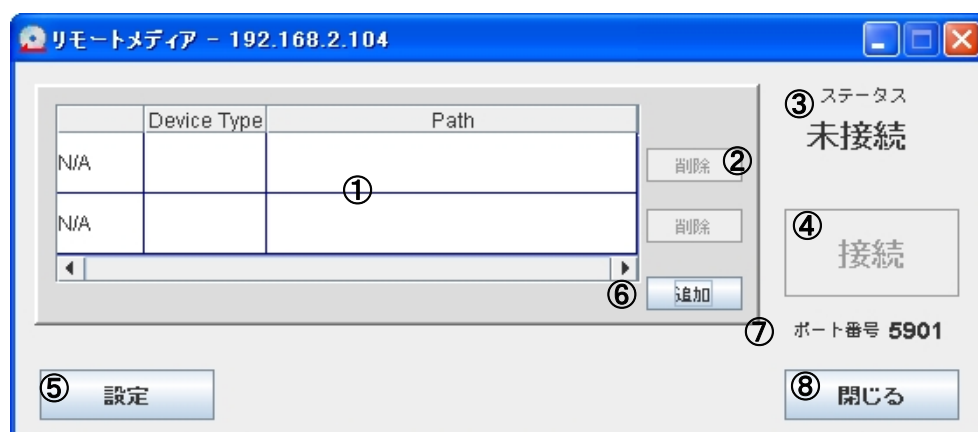 リモートメディア - 192.168.2.104
Device Type Path
N/A
N/A
①
削除 ②
削除
⑥ 追加
③ ステータス
未接続
④ 接続
⑦ ポート番号 5901
⑤ 設定
⑧ 閉じる